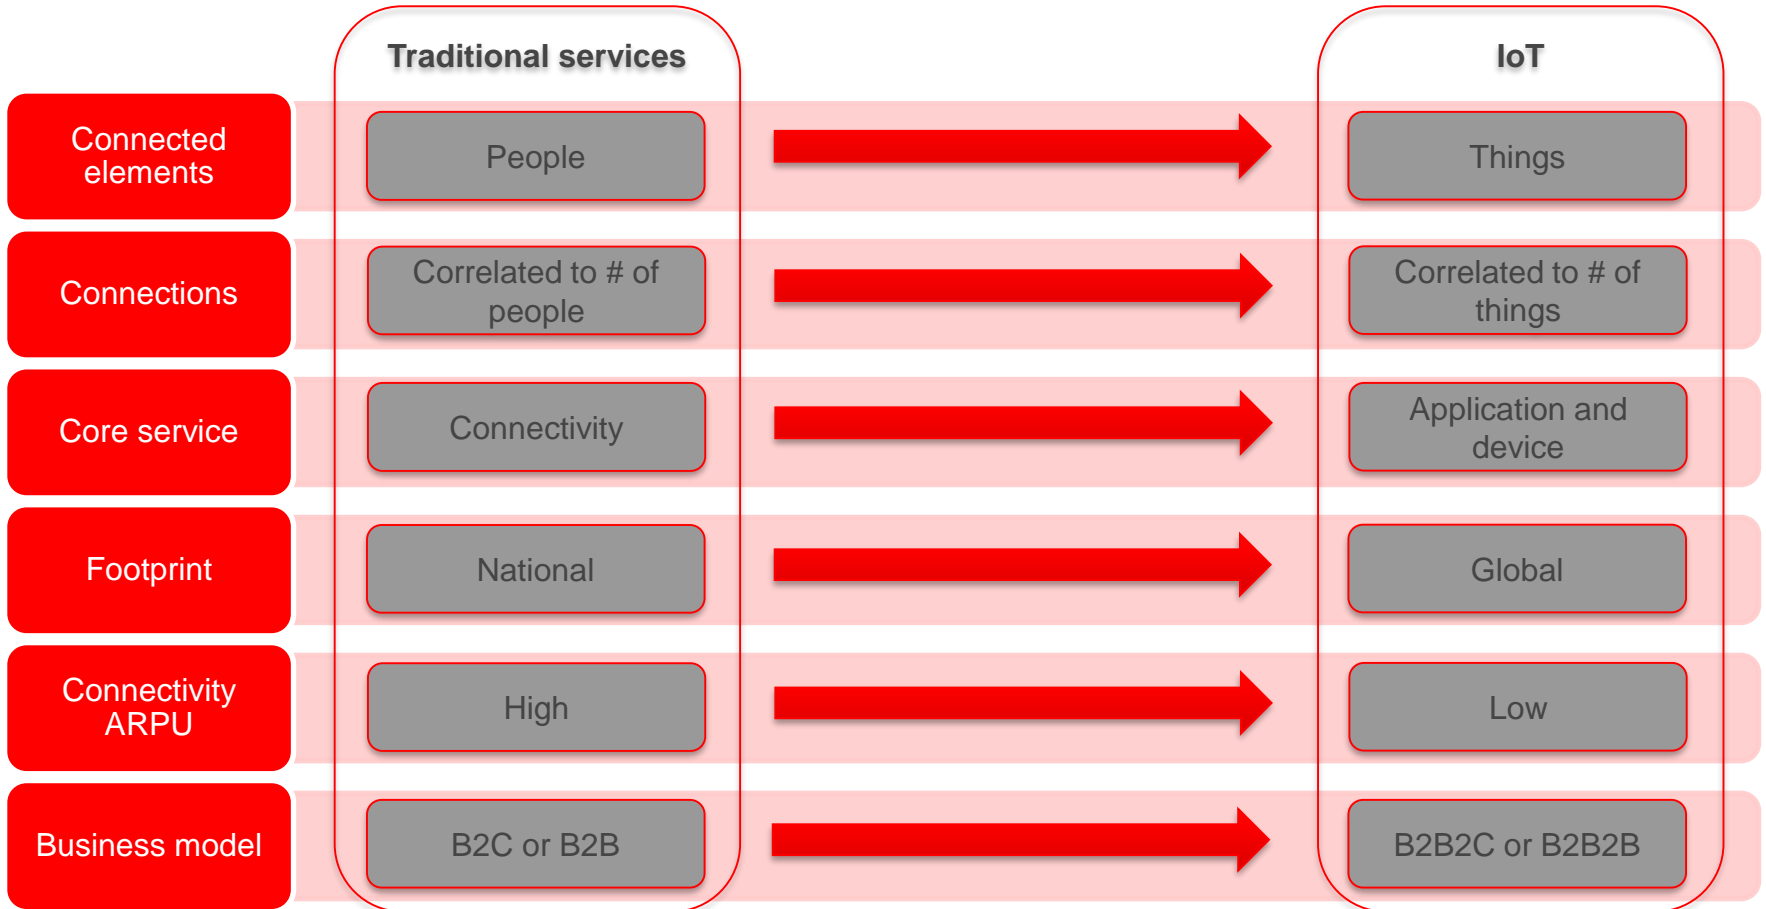 Traditional services
IoT
Connected
elements
People
Things
Connections
Correlated to # of
people
Correlated to # of
things
Core service
Connectivity
Application and
device
Footprint
National
Global
Connectivity
ARPU
High
Low
Business model
B2C or B2B
B2B2C or B2B2B